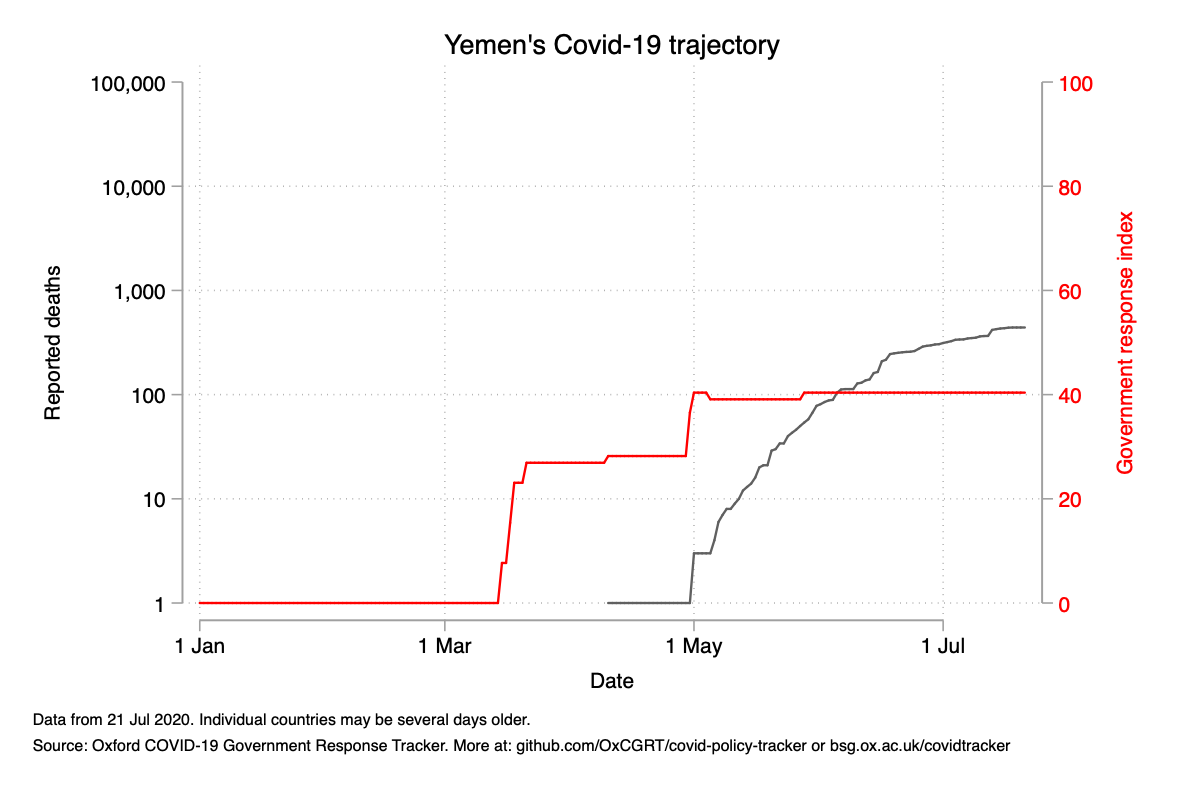 Yemen's Covid-19 trajectory
100,000
10,000
1,000
100
10
1
Reported deaths
100
80
60
40
20
0
Government response index
1 Jan
1 Mar
1 May
1 Jul
Date
Data from 21 Jul 2020. Individual countries may be several days older.
Source: Oxford COVID-19 Government Response Tracker. More at: github.com/OxCGRT/covid-policy-tracker or bsg.ox.ac.uk/covidtracker